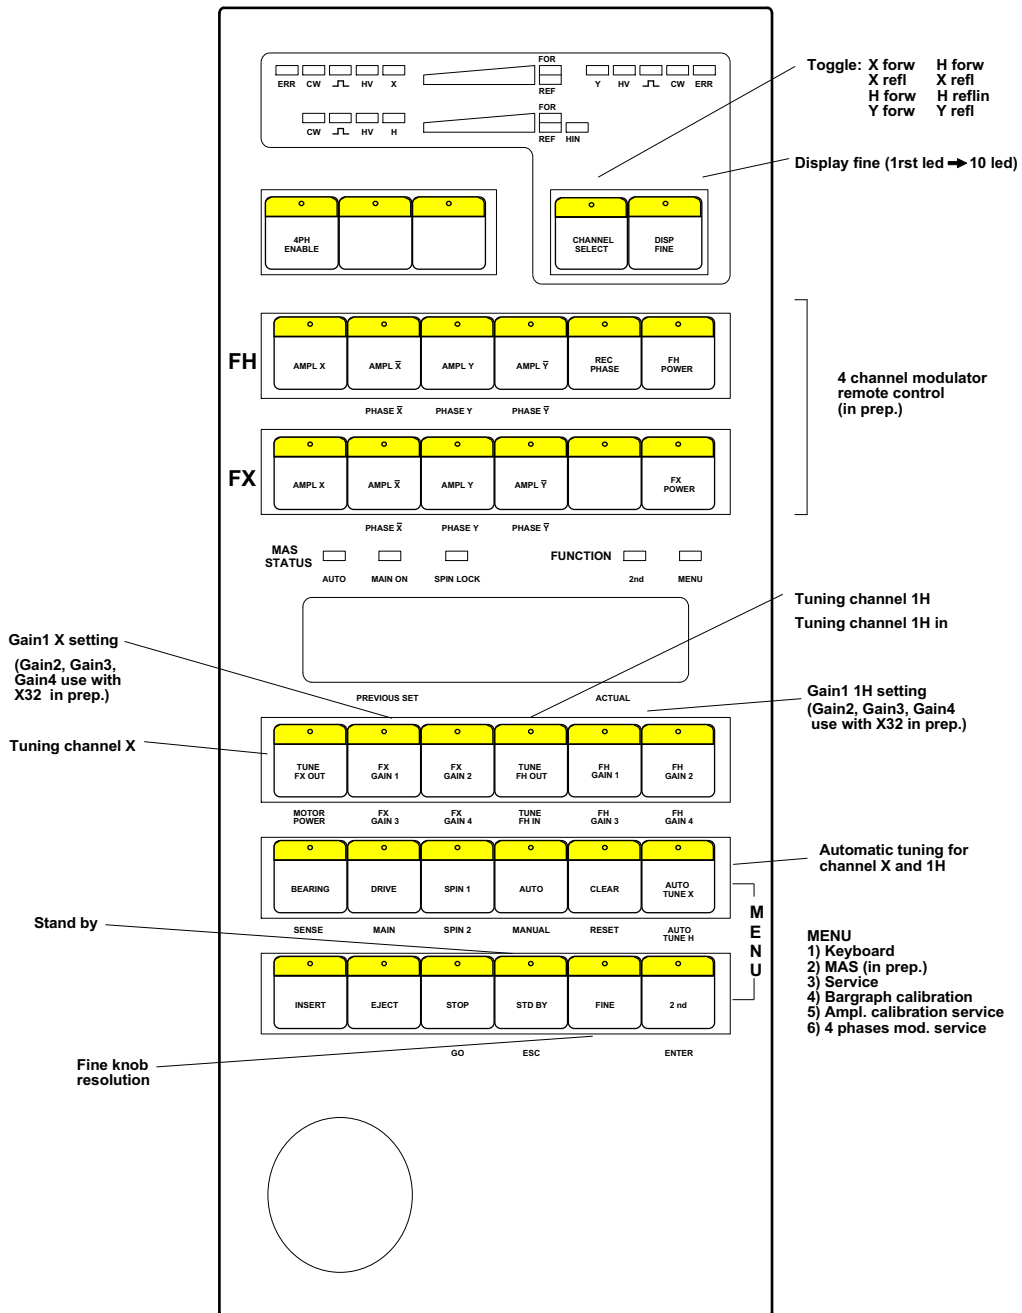 FOR
ERR CW HV X
REF
Y HV CW ERR
FOR
CW HV H
REF HIN
Toggle: X forw H forw
X refl X refl
H forw H reflin
Y forw Y refl
Display fine (1rst led ➔ 10 led)
4PH
ENABLE
CHANNEL
SELECT
DISP
FINE
FH
AMPL X
AMPL X̅
AMPL Y
AMPL Y̅
REC
PHASE
FH
POWER
PHASE X̅ PHASE Y PHASE Y̅
4 channel modulator
remote control
(in prep.)
FX
AMPL X
AMPL X̅
AMPL Y
AMPL Y̅
FX
POWER
PHASE X̅ PHASE Y PHASE Y̅
MAS
STATUS
AUTO MAIN ON SPIN LOCK
FUNCTION
2nd MENU
Tuning channel 1H
Tuning channel 1H in
Gain1 X setting
(Gain2, Gain3,
Gain4 use with
X32 in prep.)
PREVIOUS SET ACTUAL
Gain1 1H setting
(Gain2, Gain3, Gain4
use with X32 in prep.)
Tuning channel X
TUNE
FX OUT
FX
GAIN 1
FX
GAIN 2
TUNE
FH OUT
FH
GAIN 1
FH
GAIN 2
MOTOR
POWER
FX
GAIN 3
FX
GAIN 4
TUNE
FH IN
FH
GAIN 3
FH
GAIN 4
BEARING
DRIVE
SPIN 1
AUTO
CLEAR
AUTO
TUNE X
Automatic tuning for
channel X and 1H
SENSE MAIN SPIN 2 MANUAL RESET
AUTO
TUNE H
MENU
Stand by
INSERT
EJECT
STOP
STD BY
FINE
2 nd
GO ESC ENTER
MENU
1) Keyboard
2) MAS (in prep.)
3) Service
4) Bargraph calibration
5) Ampl. calibration service
6) 4 phases mod. service
Fine knob
resolution